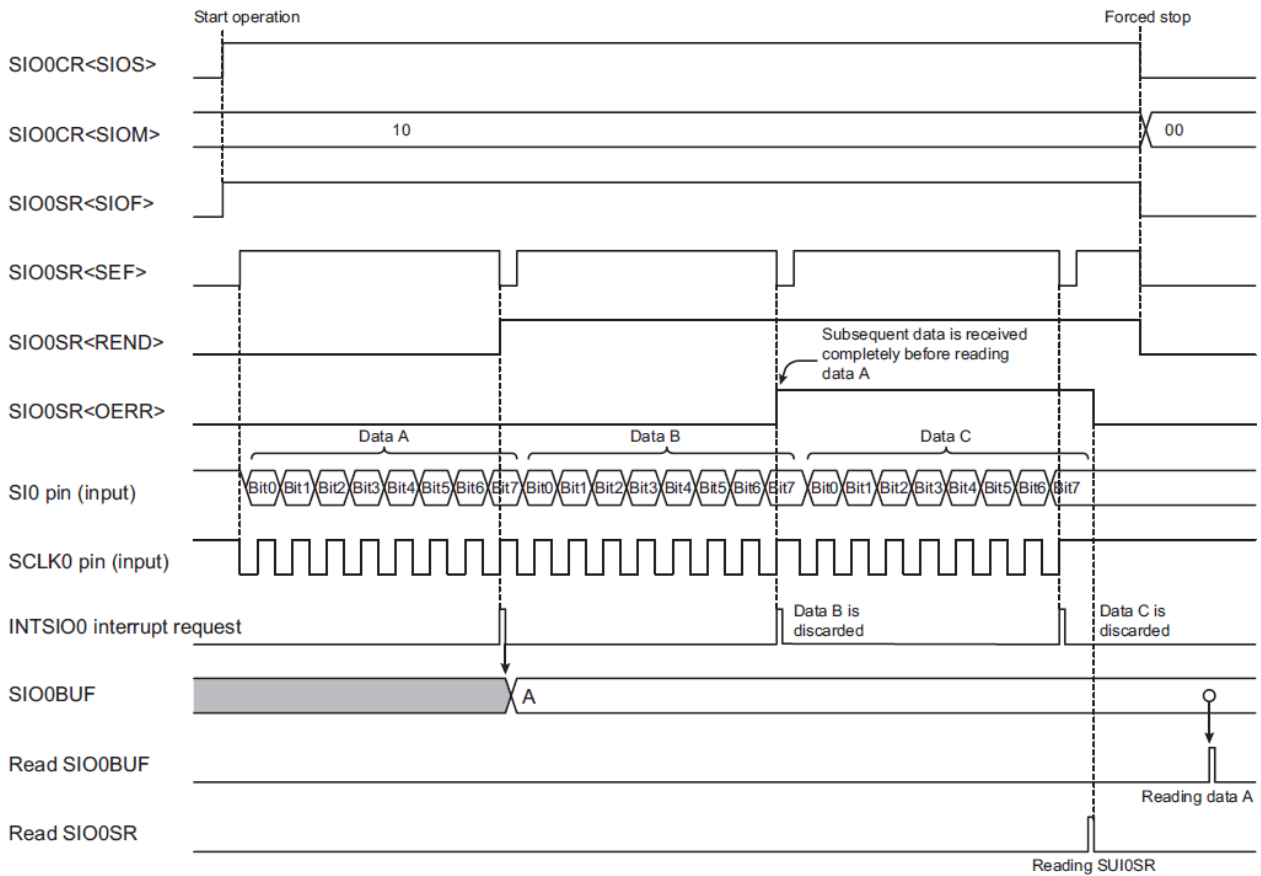 Start operation
Forced stop
SIO0CR<SIOS>
SIO0CR<SIOM>
10
00
SIO0SR<SIOF>
SIO0SR<SEF>
SIO0SR<REND>
Subsequent data is received
completely before reading
data A
SIO0SR<OERR>
Data A
Data B
Data C
SI0 pin (input)
Bit0 Bit1 Bit2 Bit3 Bit4 Bit5 Bit6 Bit7 Bit0 Bit1 Bit2 Bit3 Bit4 Bit5 Bit6 Bit7 Bit0 Bit1 Bit2 Bit3 Bit4 Bit5 Bit6 Bit7
SCLK0 pin (input)
INTSIO0 interrupt request
Data B is
discarded
Data C is
discarded
SIO0BUF
A
Read SIO0BUF
Reading data A
Read SIO0SR
Reading SUI0SR